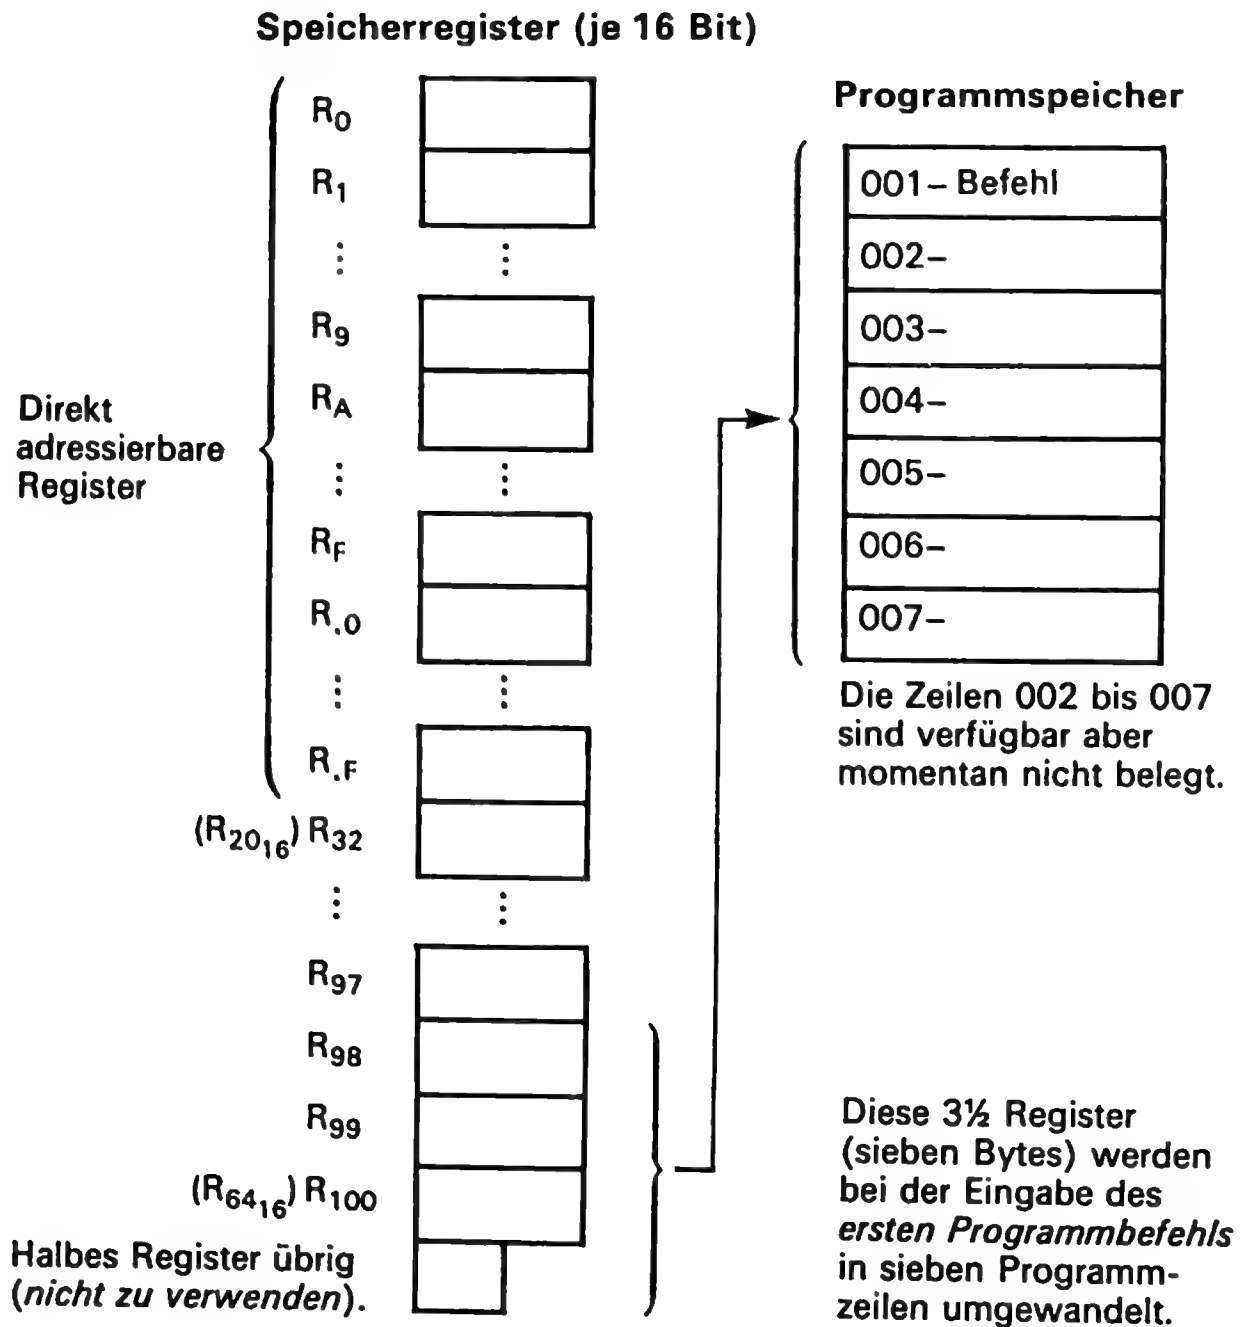 Speicherregister (je 16 Bit)
Programmspeicher
R0
R1
⋮ ⋮
R9
RA
⋮ ⋮
RF
R.0
⋮ ⋮
R.F
(R20₁₆) R32
⋮ ⋮
R97
R98
R99
(R64₁₆) R100
Direkt
adressierbare
Register
Halbes Register übrig
(nicht zu verwenden).
001– Befehl
002–
003–
004–
005–
006–
007–
Die Zeilen 002 bis 007
sind verfügbar aber
momentan nicht belegt.
Diese 3½ Register
(sieben Bytes) werden
bei der Eingabe des
ersten Programmbefehls
in sieben Programm-
zeilen umgewandelt.